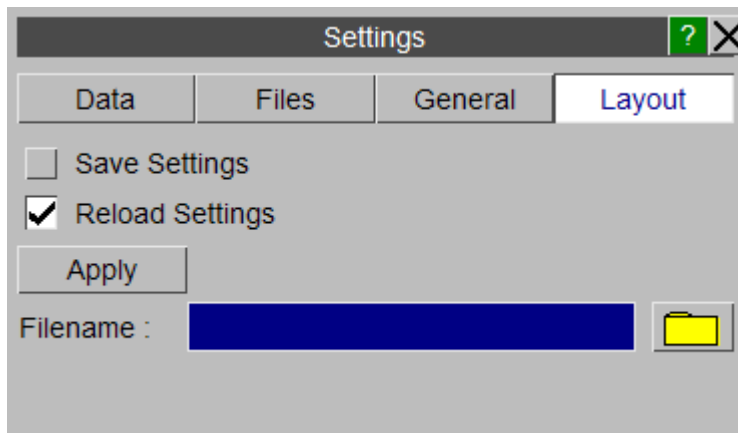 Settings ?
Data Files General Layout
Save Settings
Reload Settings
Apply
Filename :